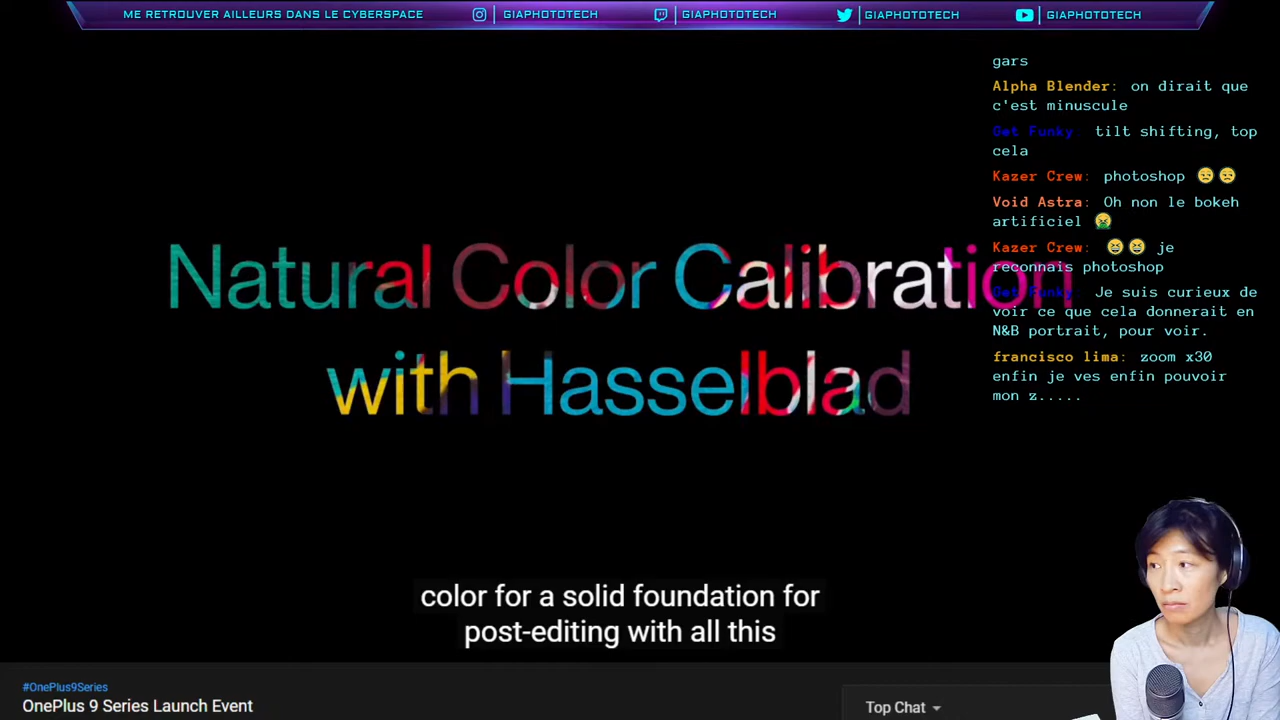 ME RETROUVER AILLEURS DANS LE CYBERSPACE
GIAPHOTOTECH
GIAPHOTOTECH
GIAPHOTOTECH
GIAPHOTOTECH
gars
Alpha Blender: on dirait que
c'est minuscule
Get Funky: tilt shifting, top
cela
Kazer Crew: photoshop 😒😒
Void Astra: Oh non le bokeh
artificiel 🤮
Kazer Crew: 😆😆 je
reconnais photoshop
Get Funky: Je suis curieux de
voir ce que cela donnerait en
N&B portrait, pour voir.
francisco lima: zoom x30
enfin je ves enfin pouvoir
mon z.....
Natural Color Calibration
with Hasselblad
color for a solid foundation for
post-editing with all this
#OnePlus9Series
OnePlus 9 Series Launch Event
Top Chat